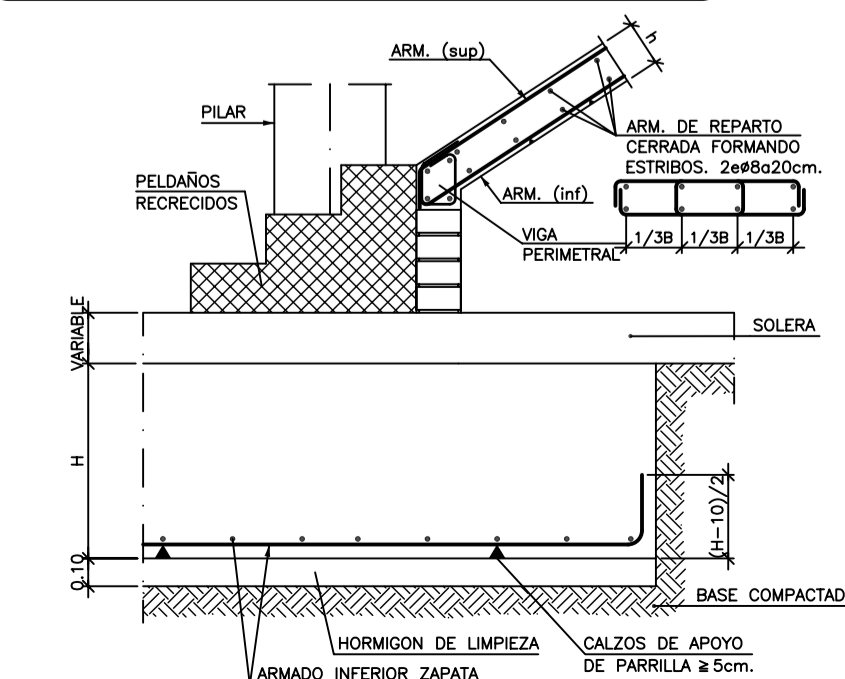 h
ARM. (sup)
PILAR
ARM. DE REPARTO
CERRADA FORMANDO
ESTRIBOS. 2eø8a20cm.
PELDAÑOS
RECRECIDOS
ARM. (inf)
VIGA
PERIMETRAL
1/3B 1/3B 1/3B
VARIABLE
SOLERA
H
(H-10)/2
0.10
BASE COMPACTAD
HORMIGON DE LIMPIEZA
CALZOS DE APOYO
DE PARRILLA ≥ 5cm.
ARMADO INFERIOR ZAPATA